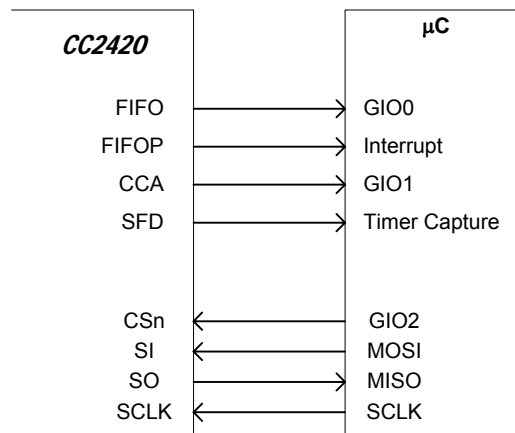 CC2420
μC
FIFO GIO0
FIFOP Interrupt
CCA GIO1
SFD Timer Capture
CSn GIO2
SI MOSI
SO MISO
SCLK SCLK